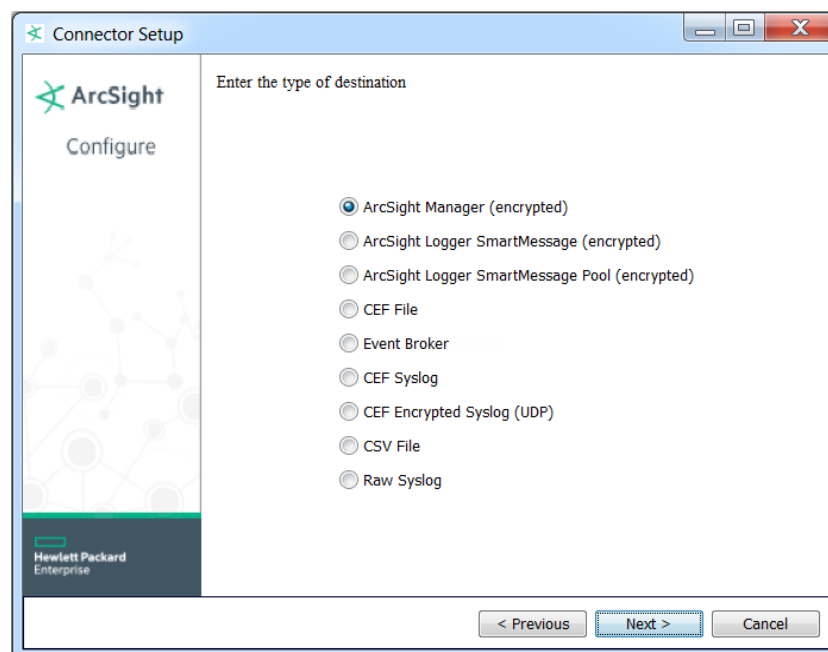 Connector Setup
ArcSight
Configure
Enter the type of destination
ArcSight Manager (encrypted)
ArcSight Logger SmartMessage (encrypted)
ArcSight Logger SmartMessage Pool (encrypted)
CEF File
Event Broker
CEF Syslog
CEF Encrypted Syslog (UDP)
CSV File
Raw Syslog
Hewlett Packard
Enterprise
< Previous
Next >
Cancel